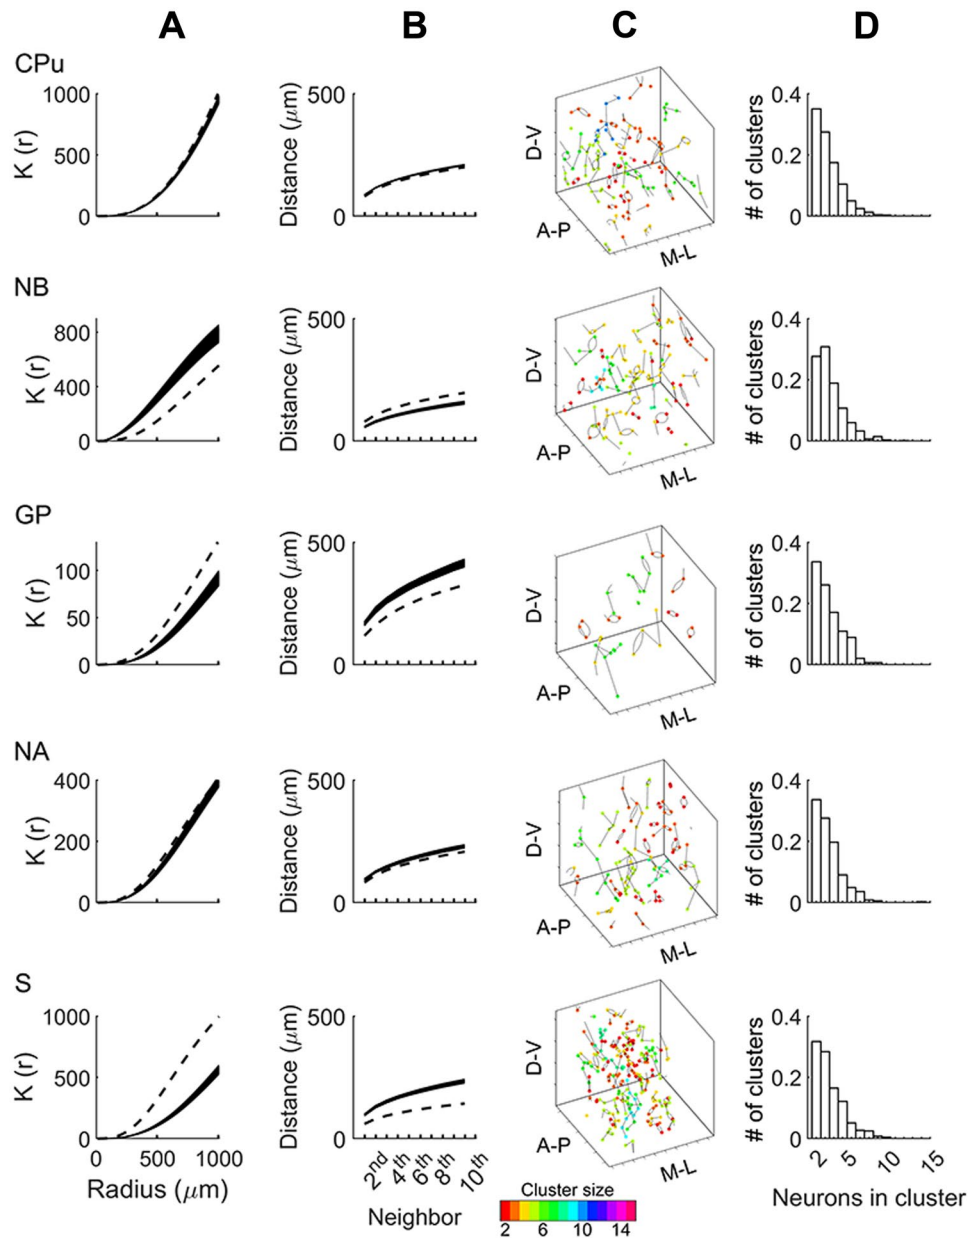 A B C D
CPu
K (r)
1000
500
0
Distance (μm)
500
0
D-V
A-P
M-L
# of clusters
0.4
0.2
0
NB
K (r)
800
400
0
Distance (μm)
500
0
D-V
A-P
M-L
# of clusters
0.4
0.2
0
GP
K (r)
100
50
0
Distance (μm)
500
0
D-V
A-P
M-L
# of clusters
0.4
0.2
0
NA
K (r)
400
200
0
Distance (μm)
500
0
D-V
A-P
M-L
# of clusters
0.4
0.2
0
S
K (r)
1000
500
0
0 500 1000
Radius (μm)
Distance (μm)
500
0
2nd 4th 6th 8th 10th
Neighbor
D-V
A-P
M-L
Cluster size
2 6 10 14
# of clusters
0.4
0.2
0
2 5 10 15
Neurons in cluster